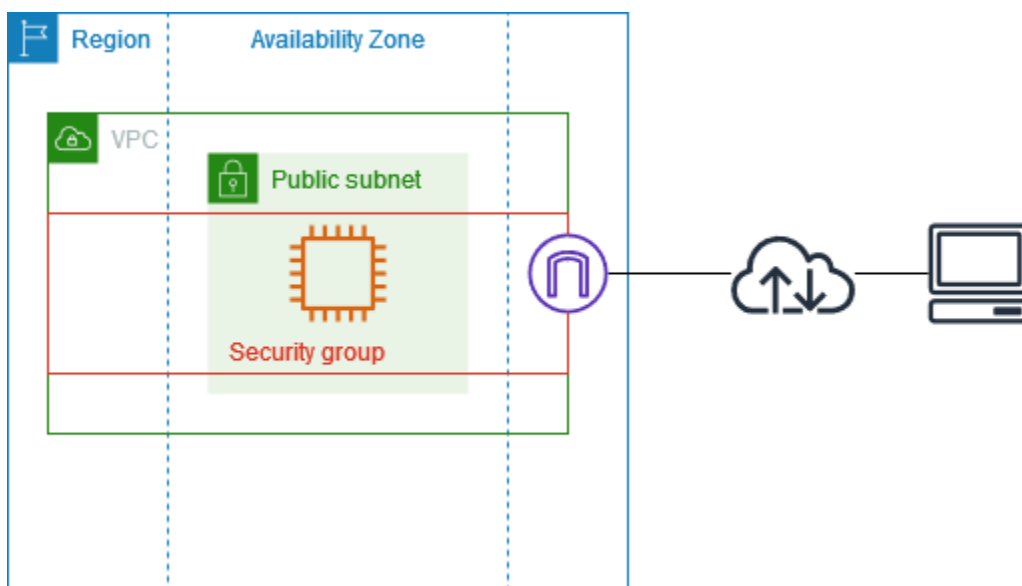 Region
Availability Zone
VPC
Public subnet
Security group